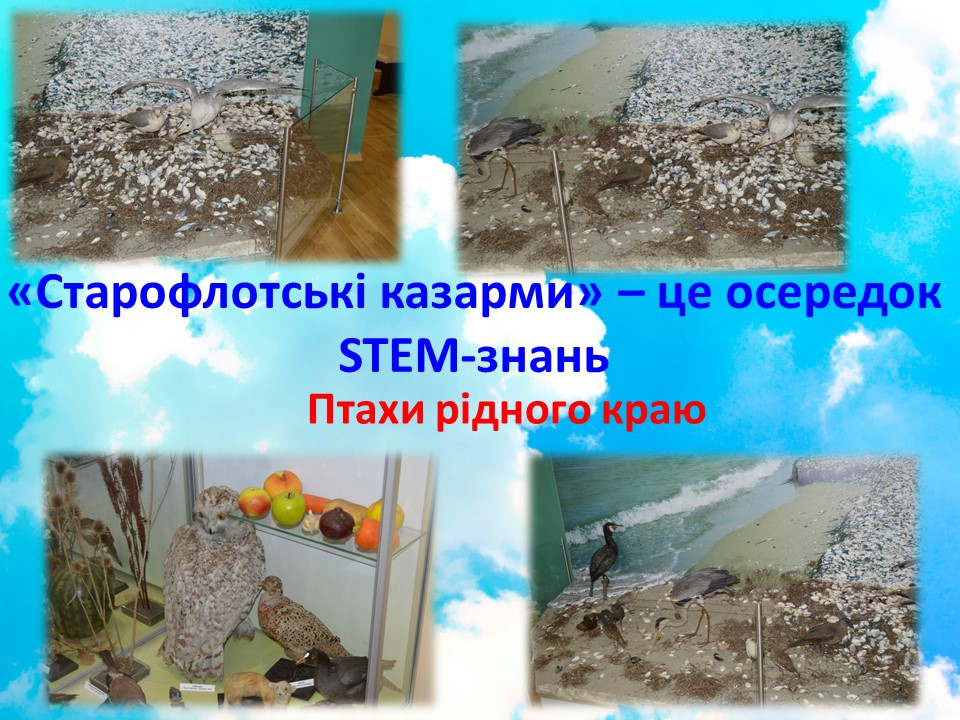 «Старофлотські казарми» – це осередок
STEM-знань
Птахи рідного краю